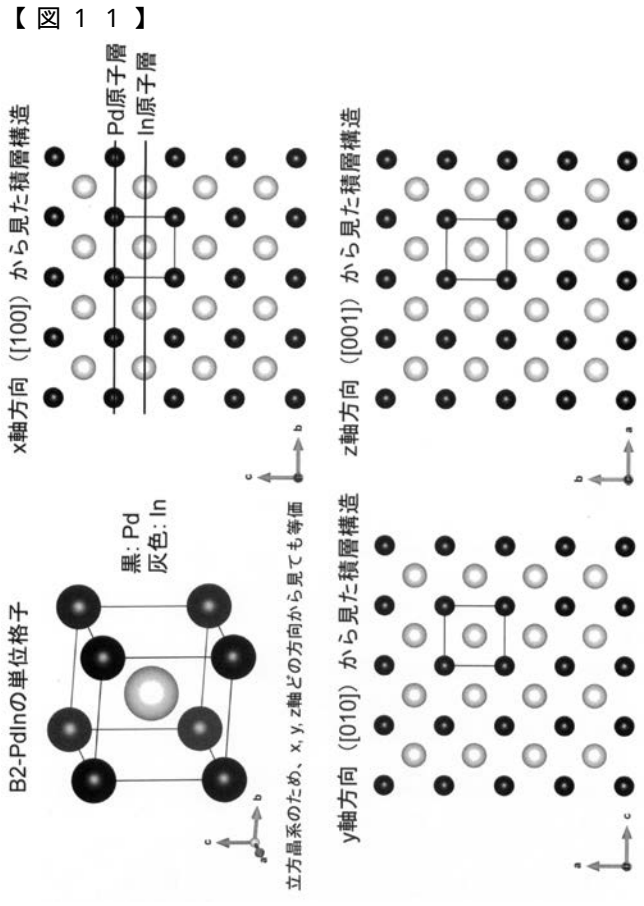 【図11】
B2-PdInの単位格子
黒: Pd
灰色: In
c
a
b
立方晶系のため、x, y, z軸どの方向から見ても等価
x軸方向（[100]）から見た積層構造
Pd原子層
In原子層
c
b
y軸方向（[010]）から見た積層構造
a
c
z軸方向（[001]）から見た積層構造
b
a